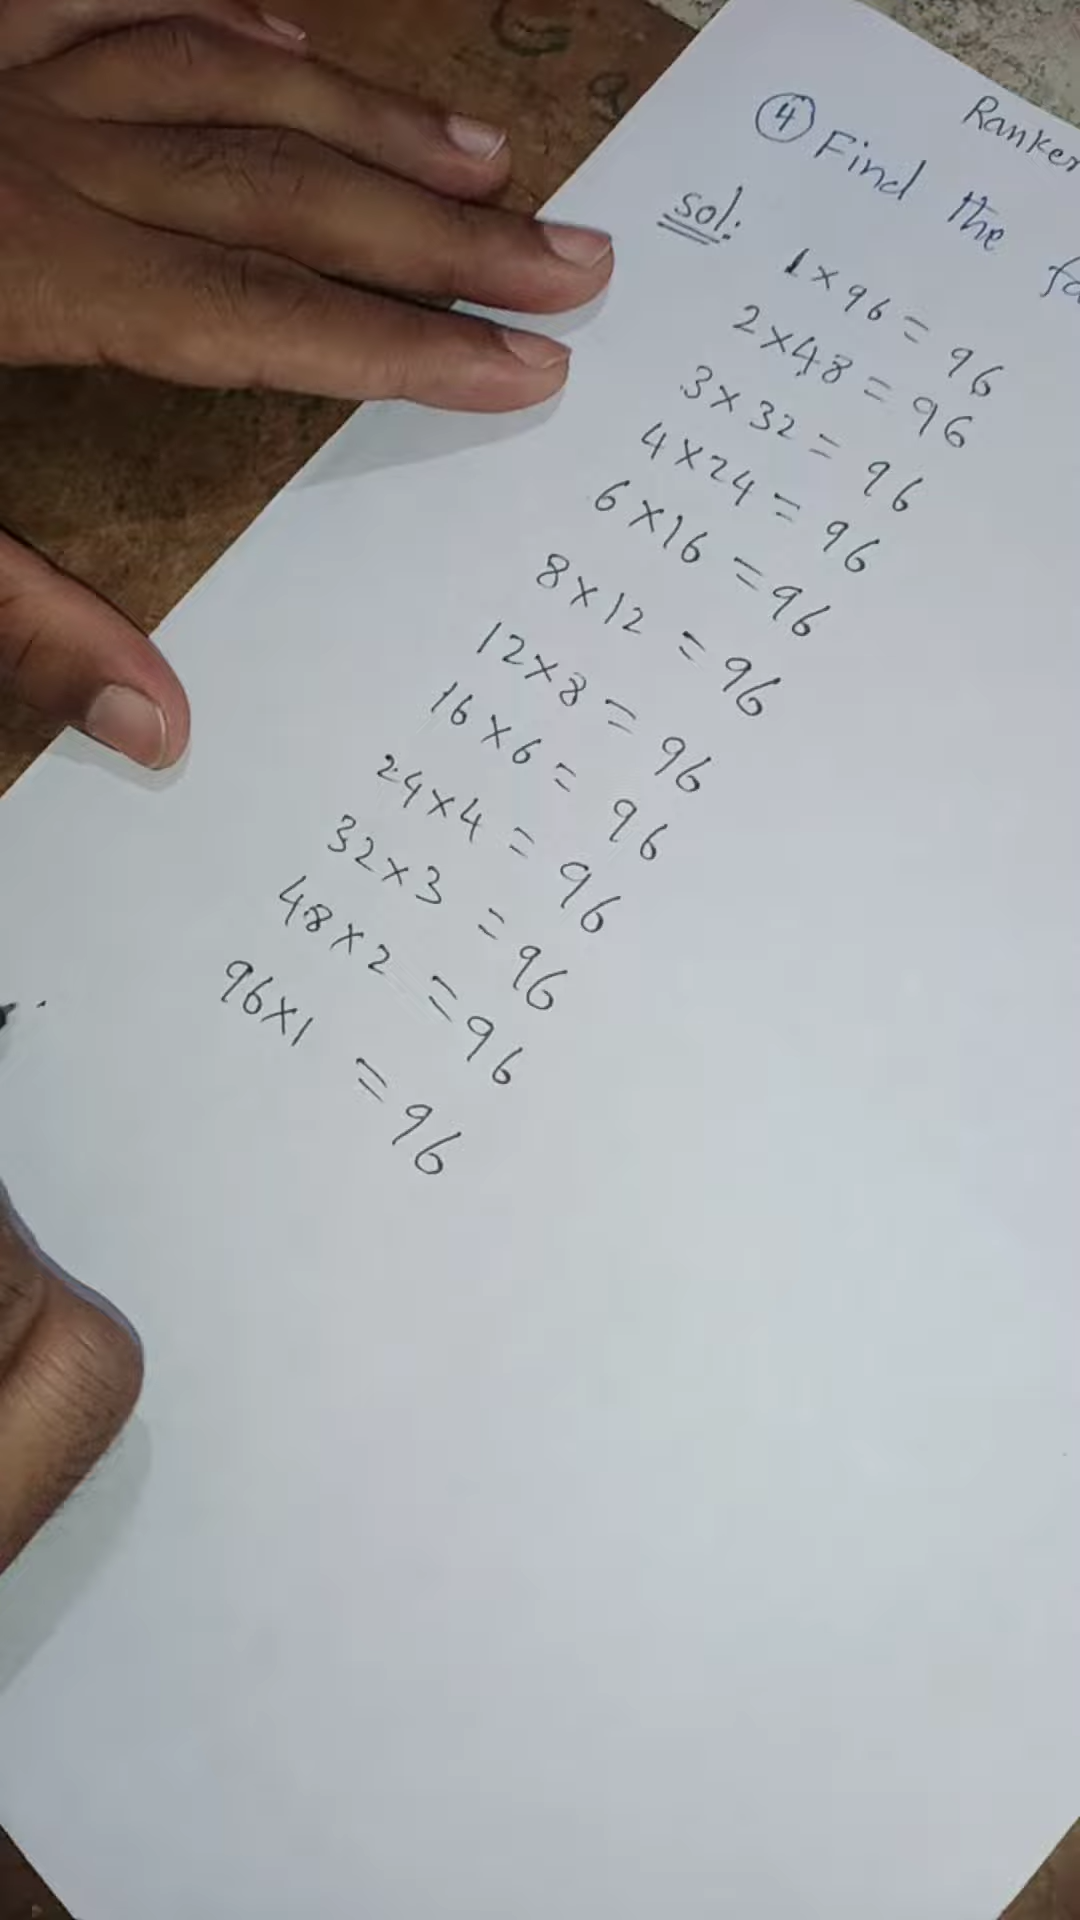 Ranker
④ Find the
sol:
1 × 96 = 96
2 × 48 = 96
3 × 32 = 96
4 × 24 = 96
6 × 16 = 96
8 × 12 = 96
12 × 8 = 96
16 × 6 = 96
24 × 4 = 96
32 × 3 = 96
48 × 2 = 96
96 × 1 = 96